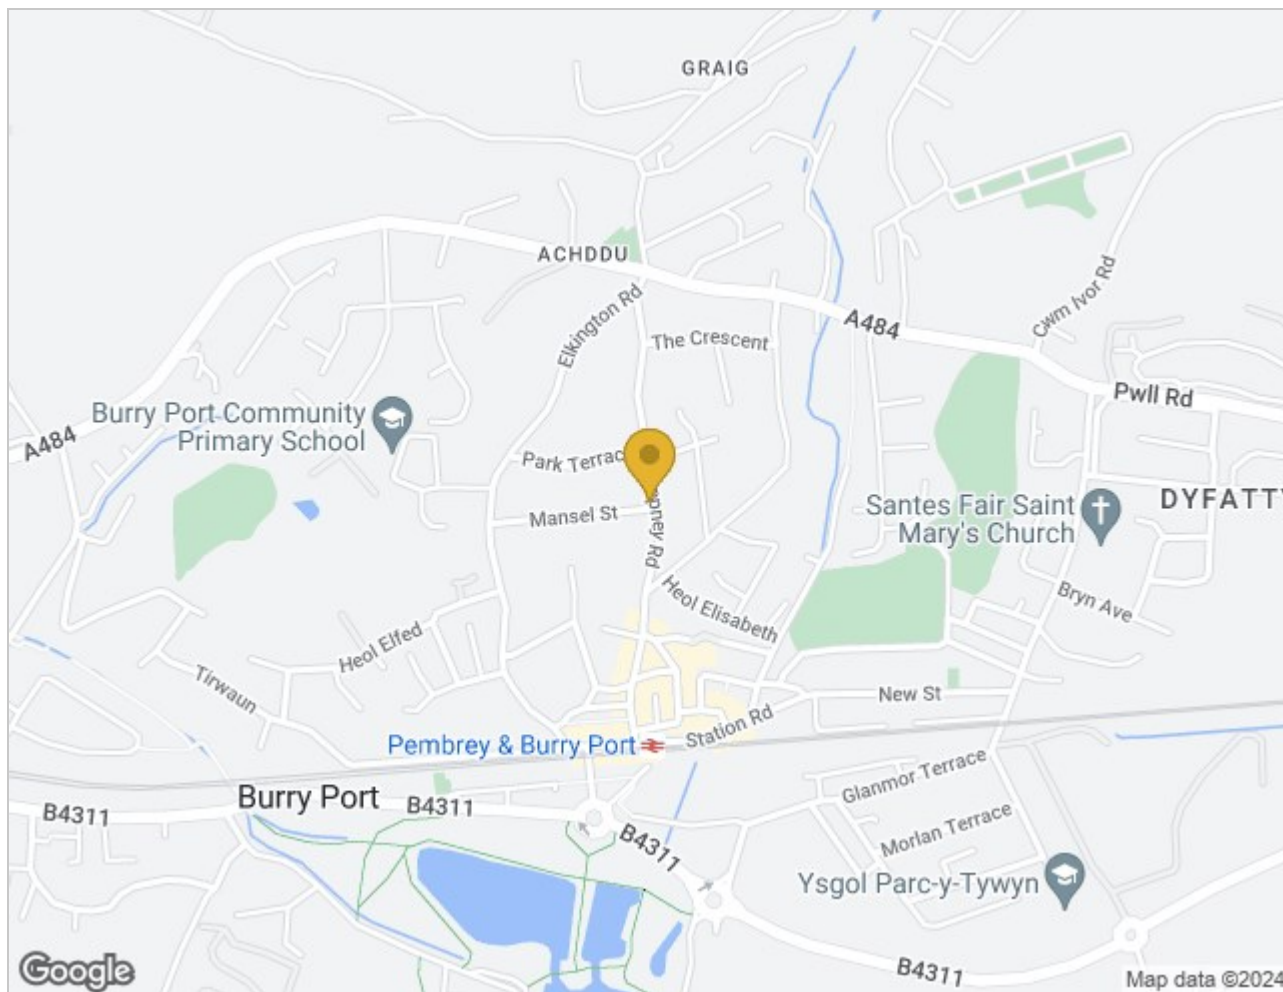 GRAIG
ACHDDU
Elkington Rd
The Crescent
A484
Cwm Ivor Rd
Pwll Rd
Burry Port Community
Primary School
A484
Park Terrac
Mansel St
Santes Fair Saint
Mary's Church
DYFATTY
Heol Elisabeth
Bryn Ave
Heol Elfed
Tirwaun
New St
Station Rd
Pembrey & Burry Port
Glanmor Terrace
Burry Port
B4311
B4311
B4311
Morlan Terrace
Ysgol Parc-y-Tywyn
B4311
Google
Map data ©2024